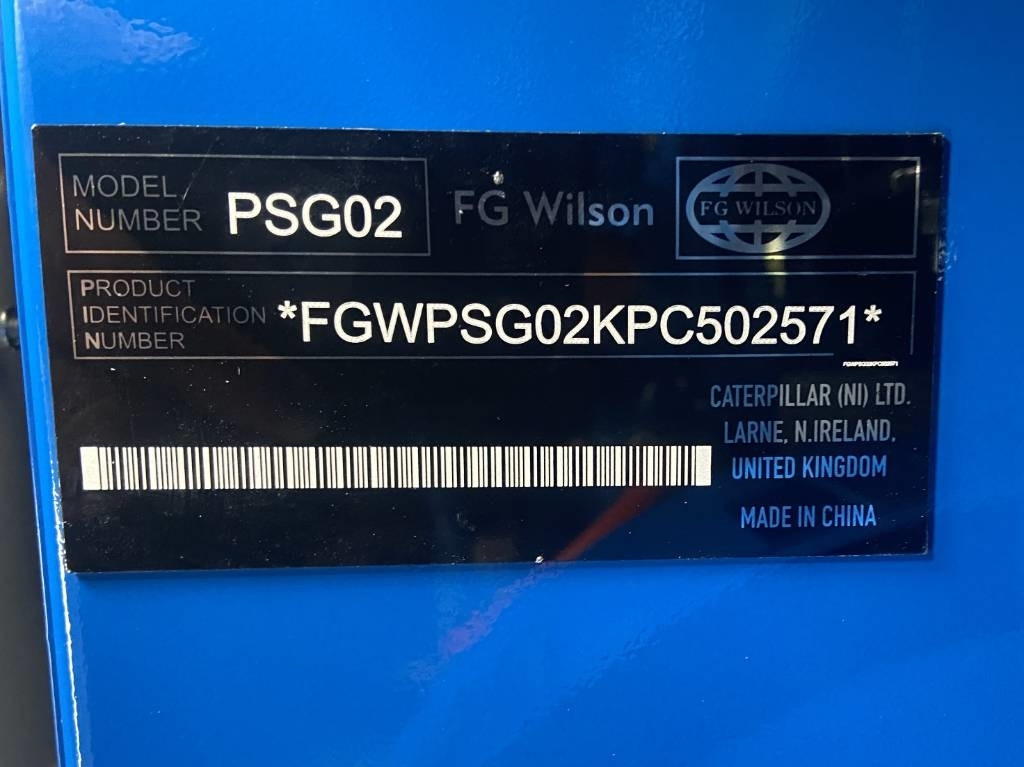 MODEL
NUMBER PSG02
FG Wilson
FG WILSON
PRODUCT
IDENTIFICATION
NUMBER
*FGWPSG02KPC502571*
CATERPILLAR (NI) LTD.
LARNE, N.IRELAND,
UNITED KINGDOM
MADE IN CHINA